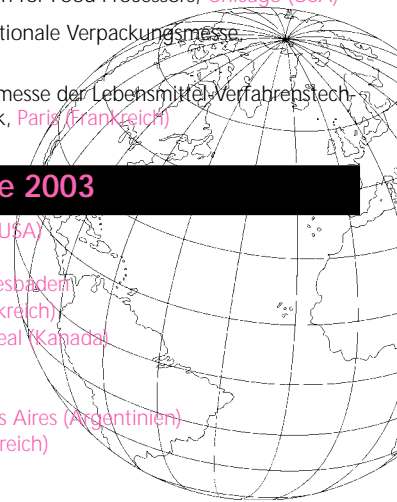 for Food Processors, Chicago (USA)
tionale Verpackungsmesse,
messe der Lebensmittel-Verfahrenstech-
k, Paris (Frankreich)
e 2003
USA)
esbaden
kreich)
eal (Kanada)
s Aires (Argentinien)
reich)